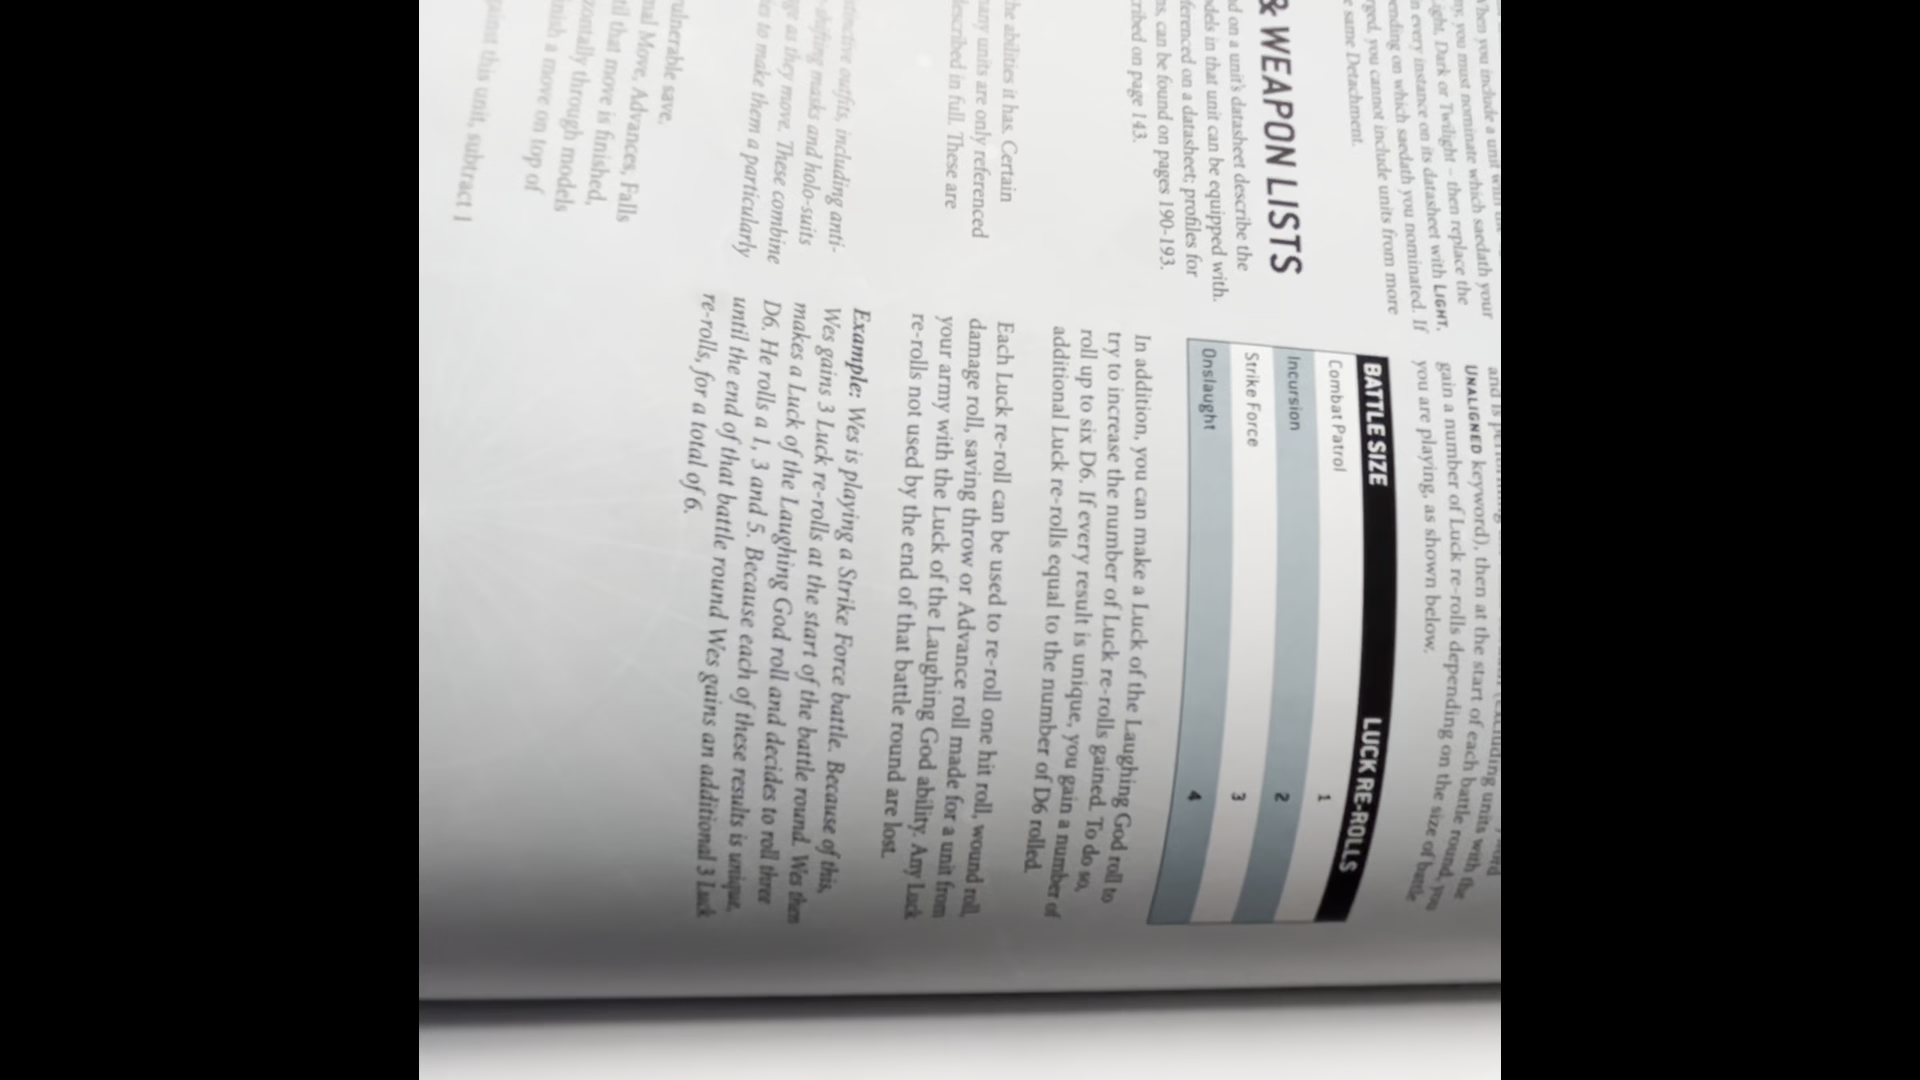 When you include a unit with
you must nominate which saedath your
Light, Dark or Twilight – then replace the
in every instance on its datasheet with LIGHT,
depending on which saedath you nominated. If
you cannot include units from more
same Detachment.
& WEAPON LISTS
on a unit's datasheet describe the
models in that unit can be equipped with.
referenced on a datasheet; profiles for
can be found on pages 190-193.
on page 143.
the abilities it has. Certain
many units are only referenced
described in full. These are
outfits, including anti-
shifting masks and holo-suits
as they move. These combine
to make them a particularly
save.
Move, Advances, Falls
until that move is finished,
through models
a move on top of
against this unit, subtract 1
units with the
UNALIGNED keyword), then at the start of each battle round, you
gain a number of Luck re-rolls depending on the size of battle
you are playing, as shown below.
BATTLE SIZE LUCK RE-ROLLS
Combat Patrol 1
Incursion 2
Strike Force 3
Onslaught 4
In addition, you can make a Luck of the Laughing God roll to
try to increase the number of Luck re-rolls gained. To do so,
roll up to six D6. If every result is unique, you gain a number of
additional Luck re-rolls equal to the number of D6 rolled.
Each Luck re-roll can be used to re-roll one hit roll, wound roll,
damage roll, saving throw or Advance roll made for a unit from
your army with the Luck of the Laughing God ability. Any Luck
re-rolls not used by the end of that battle round are lost.
Example: Wes is playing a Strike Force battle. Because of this,
Wes gains 3 Luck re-rolls at the start of the battle round. Wes then
makes a Luck of the Laughing God roll and decides to roll three
D6. He rolls a 1, 3 and 5. Because each of these results is unique,
until the end of that battle round Wes gains an additional 3 Luck
re-rolls, for a total of 6.